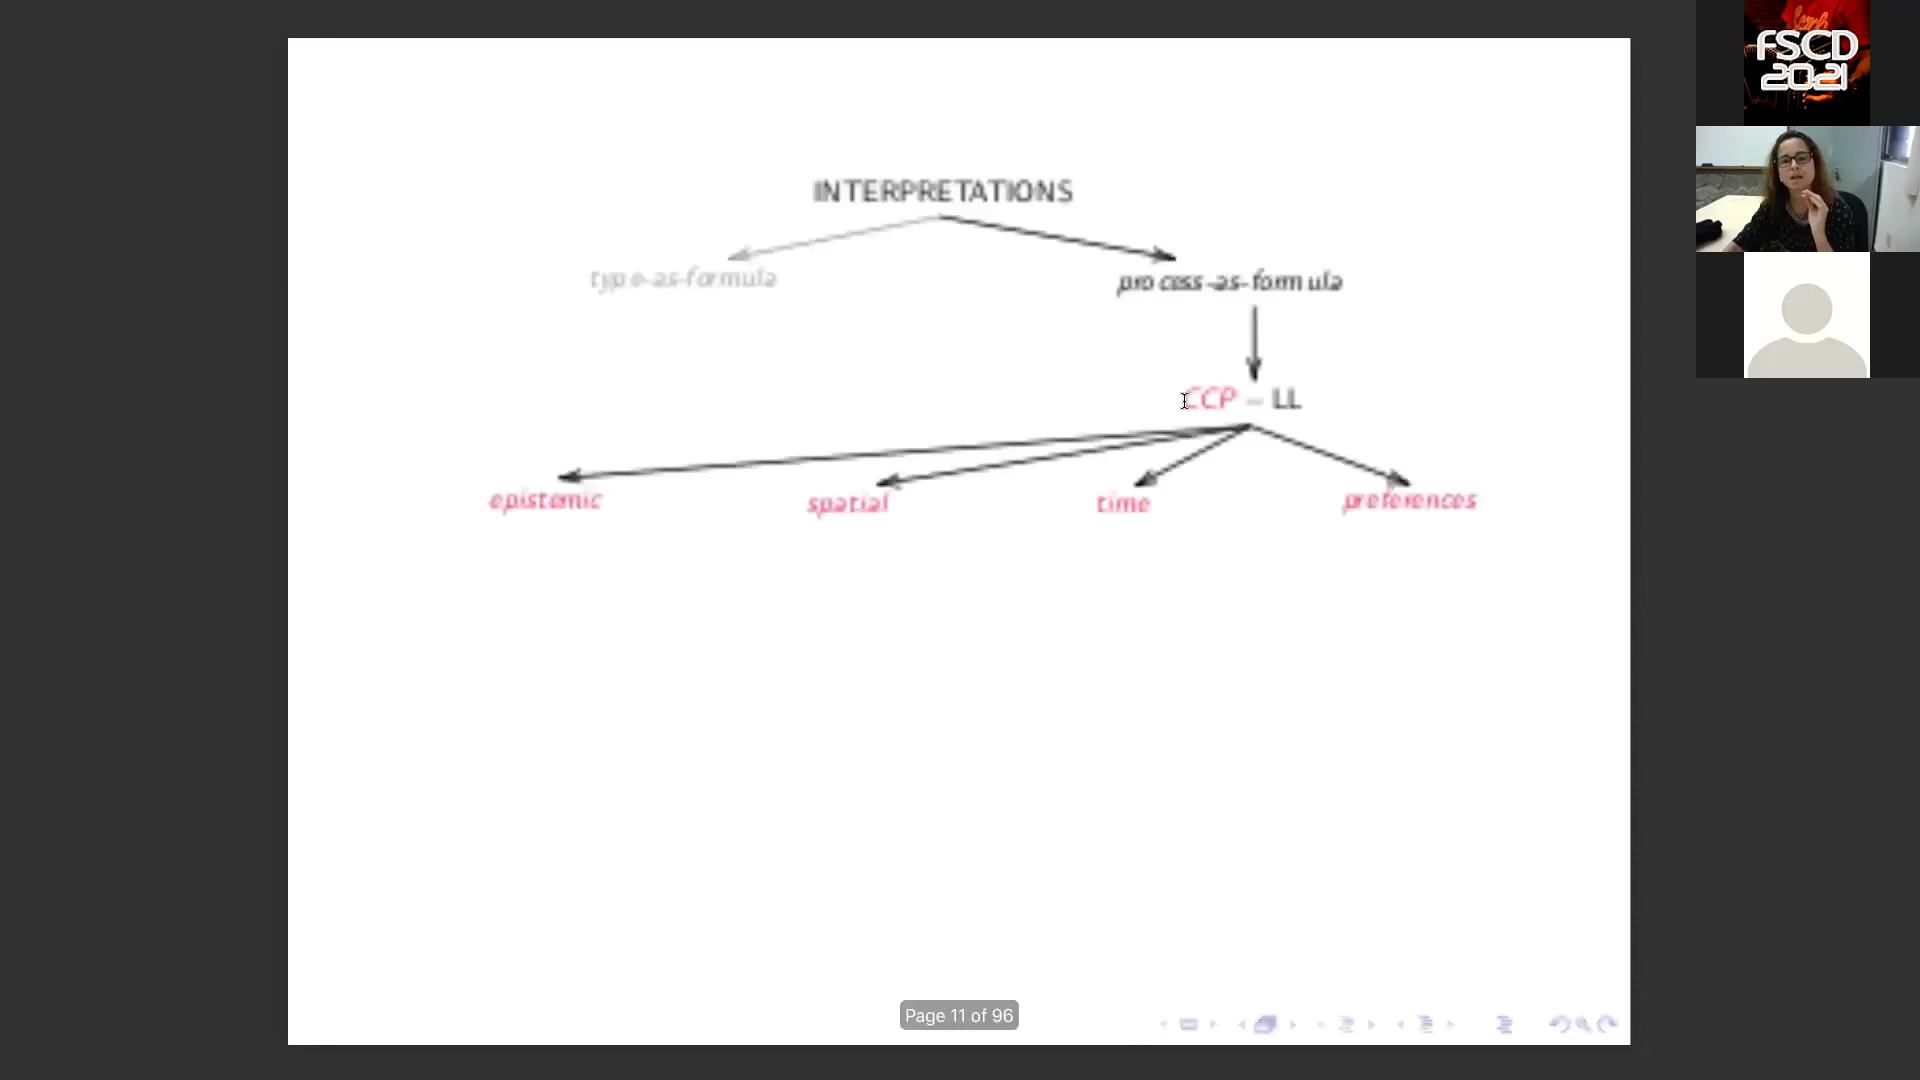 INTERPRETATIONS
type-as-formula
process-as-formula
CCP – LL
epistemic
spatial
time
preferences
Page 11 of 96
FSCD
2021